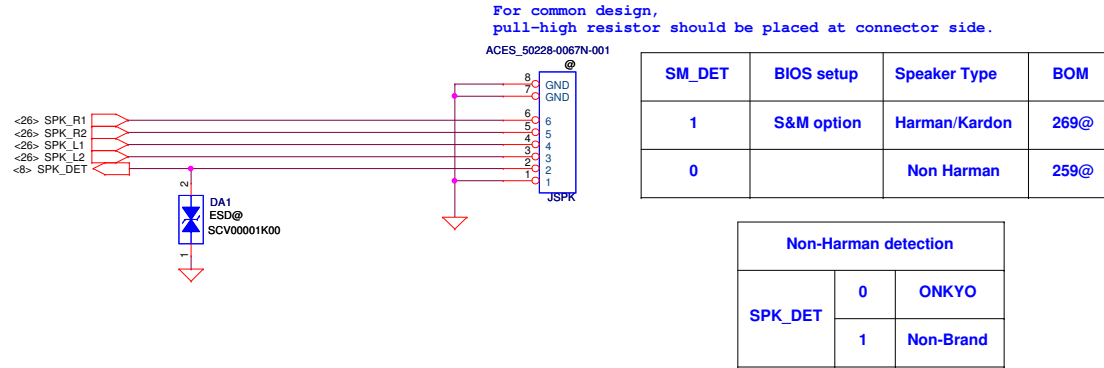 For common design,
pull-high resistor should be placed at connector side.
ACES_50228-0067N-001
@
8 GND
7 GND
<26> SPK_R1 6 6
<26> SPK_R2 5 5
<26> SPK_L1 4 4
<26> SPK_L2 3 3
<8> SPK_DET 2 2
1 1
JSPK
2
DA1
ESD@
SCV00001K00
1
SM_DET BIOS setup Speaker Type BOM
1 S&M option Harman/Kardon 269@
0 Non Harman 259@
Non-Harman detection
SPK_DET
0 ONKYO
1 Non-Brand